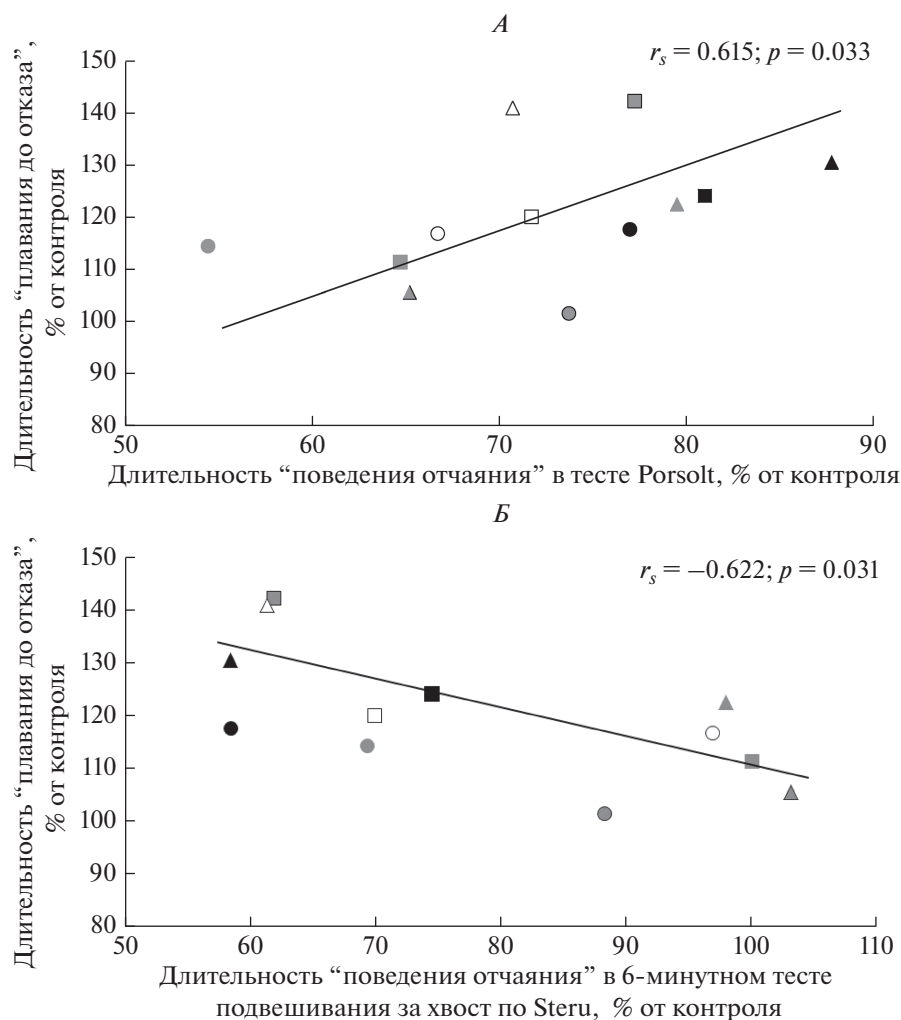 А
r_s = 0.615; p = 0.033
Длительность “плавания до отказа”,
% от контроля
150
140
130
120
110
100
90
80
50 60 70 80 90
Длительность “поведения отчаяния” в тесте Porsolt, % от контроля
Б
r_s = −0.622; p = 0.031
Длительность “плавания до отказа”,
% от контроля
150
140
130
120
110
100
90
80
50 60 70 80 90 100 110
Длительность “поведения отчаяния” в 6-минутном тесте
подвешивания за хвост по Steru, % от контроля